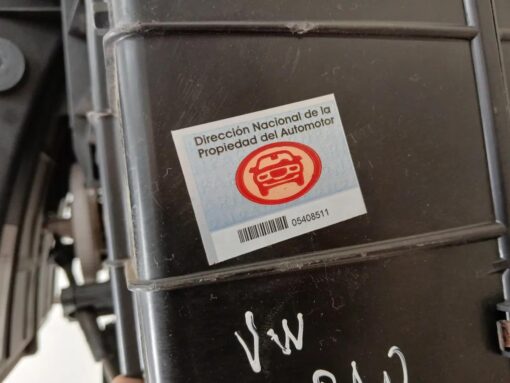 Dirección Nacional de la
Propiedad del Automotor
05408511
VW